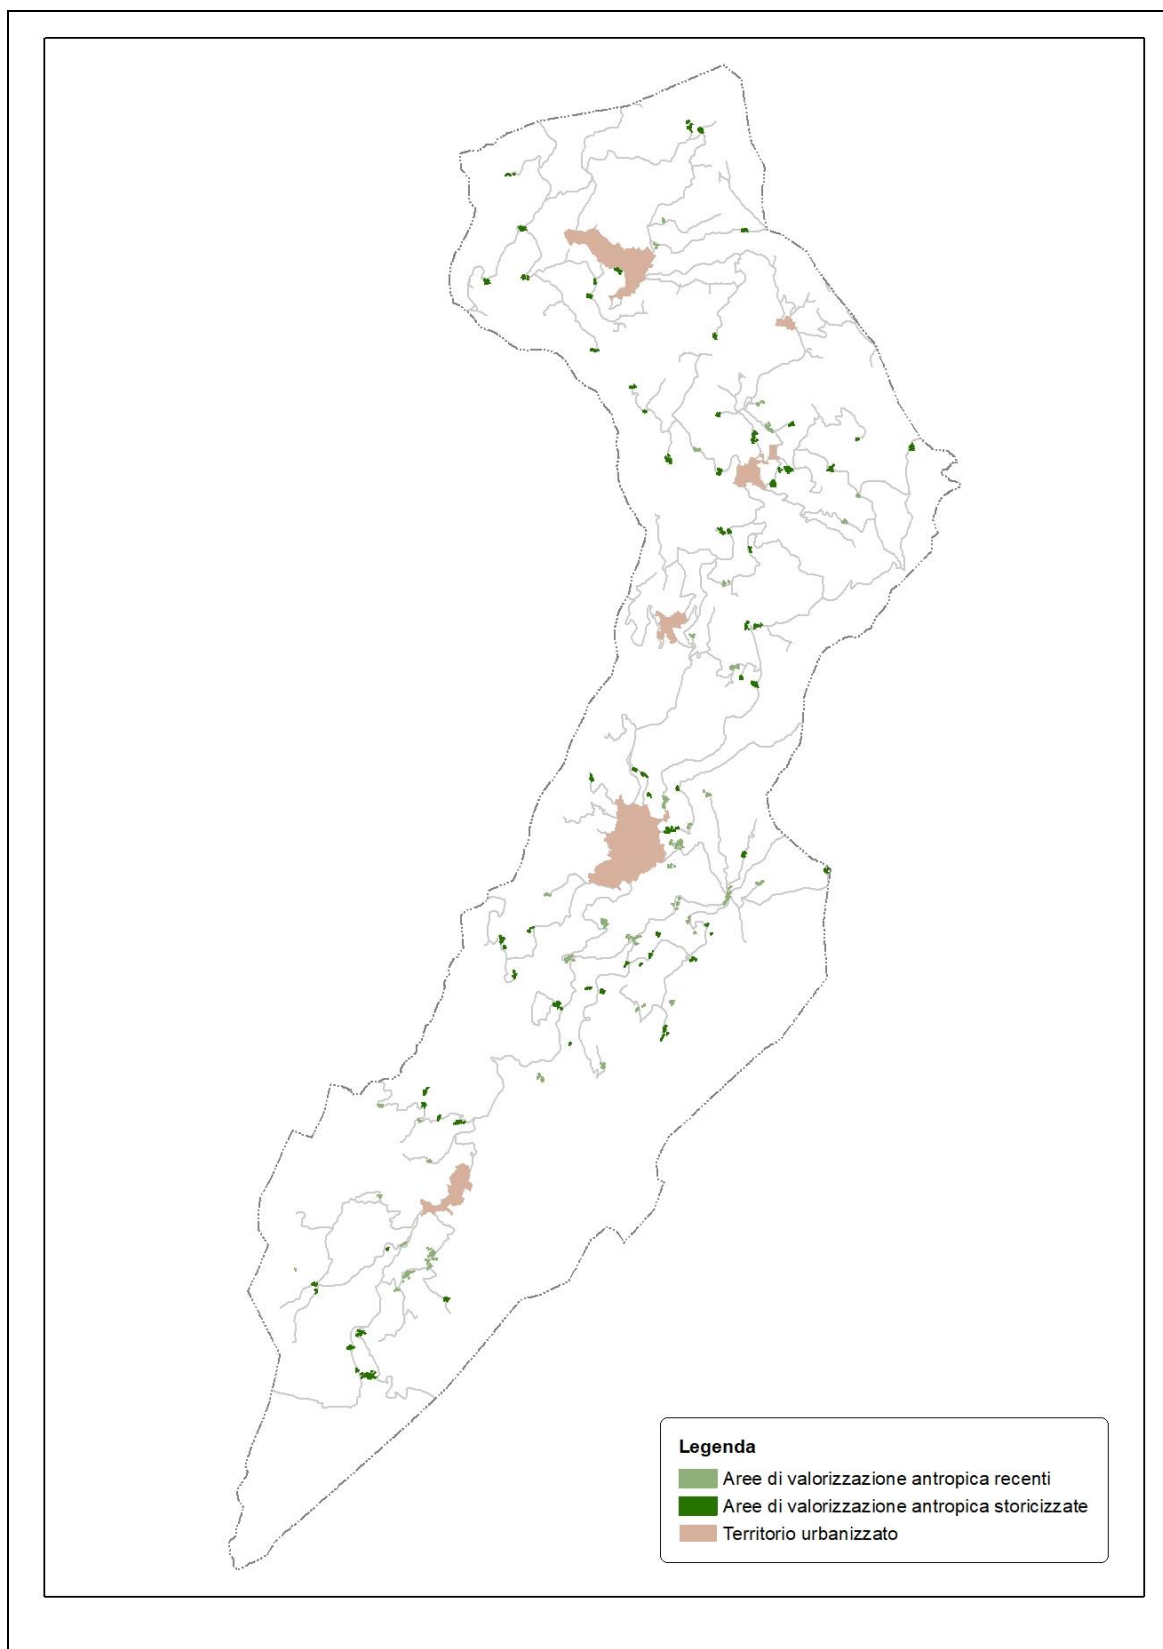 Legenda
Aree di valorizzazione antropica recenti
Aree di valorizzazione antropica storicizzate
Territorio urbanizzato